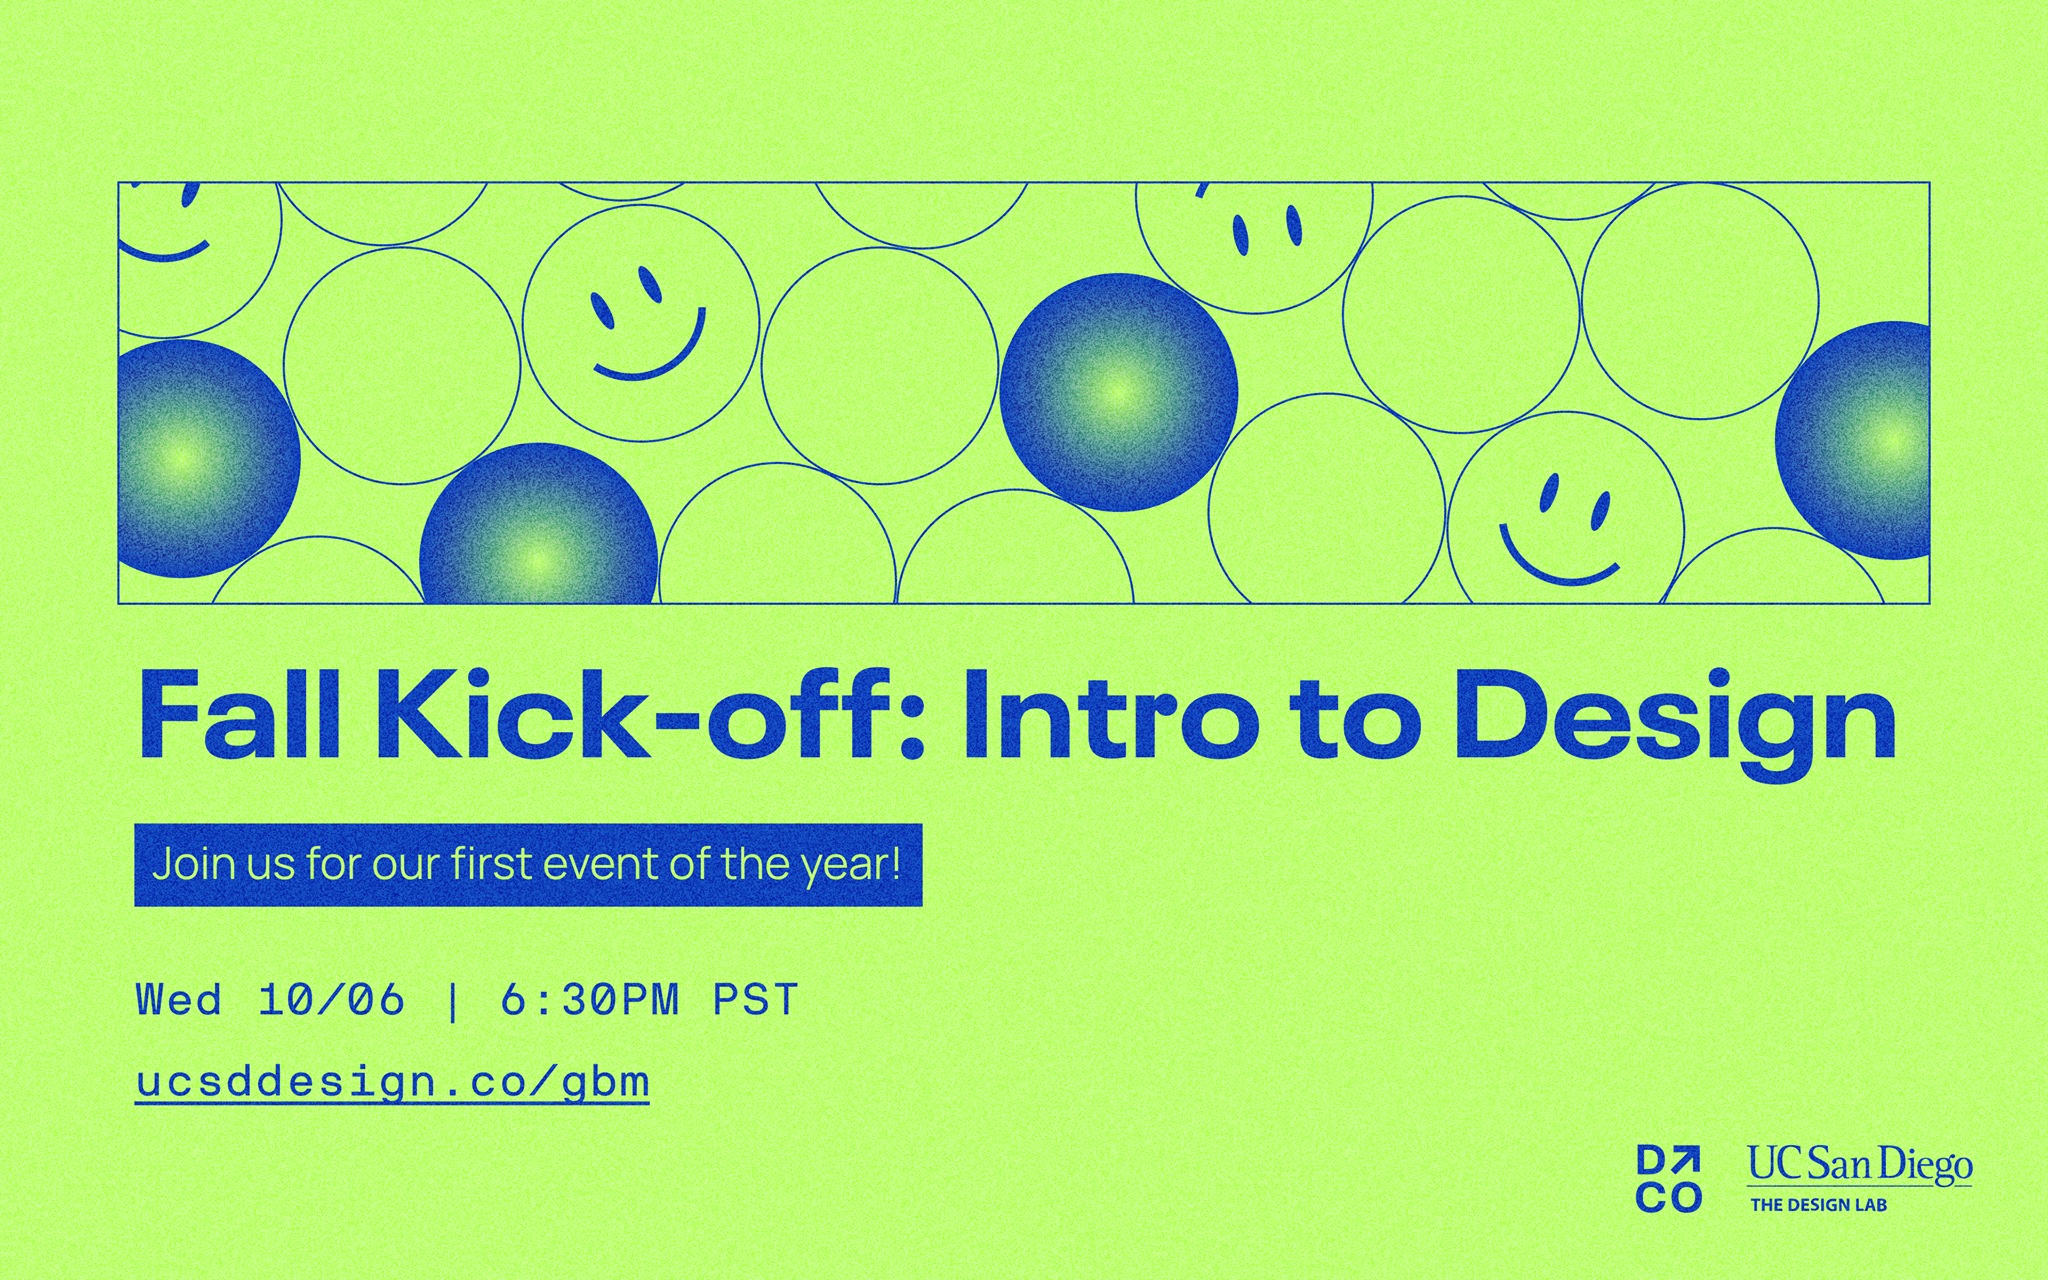 Fall Kick-off: Intro to Design
Join us for our first event of the year!
Wed 10/06 | 6:30PM PST
ucsddesign.co/gbm
D↗
CO
UC San Diego
THE DESIGN LAB